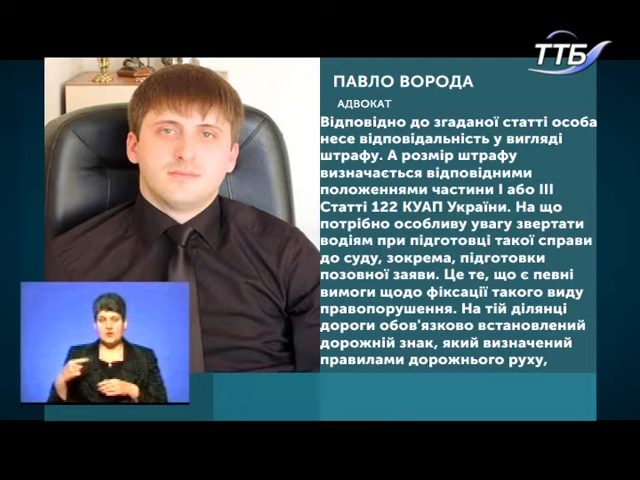 ТТБ
ПАВЛО ВОРОДА
АДВОКАТ
Відповідно до згаданої статті особа
несе відповідальність у вигляді
штрафу. А розмір штрафу
визначається відповідними
положеннями частини І або ІІІ
Статті 122 КУАП України. На що
потрібно особливу увагу звертати
водіям при підготовці такої справи
до суду, зокрема, підготовки
позовної заяви. Це те, що є певні
вимоги щодо фіксації такого виду
правопорушення. На тій ділянці
дороги обов'язково встановлений
дорожній знак, який визначений
правилами дорожнього руху,